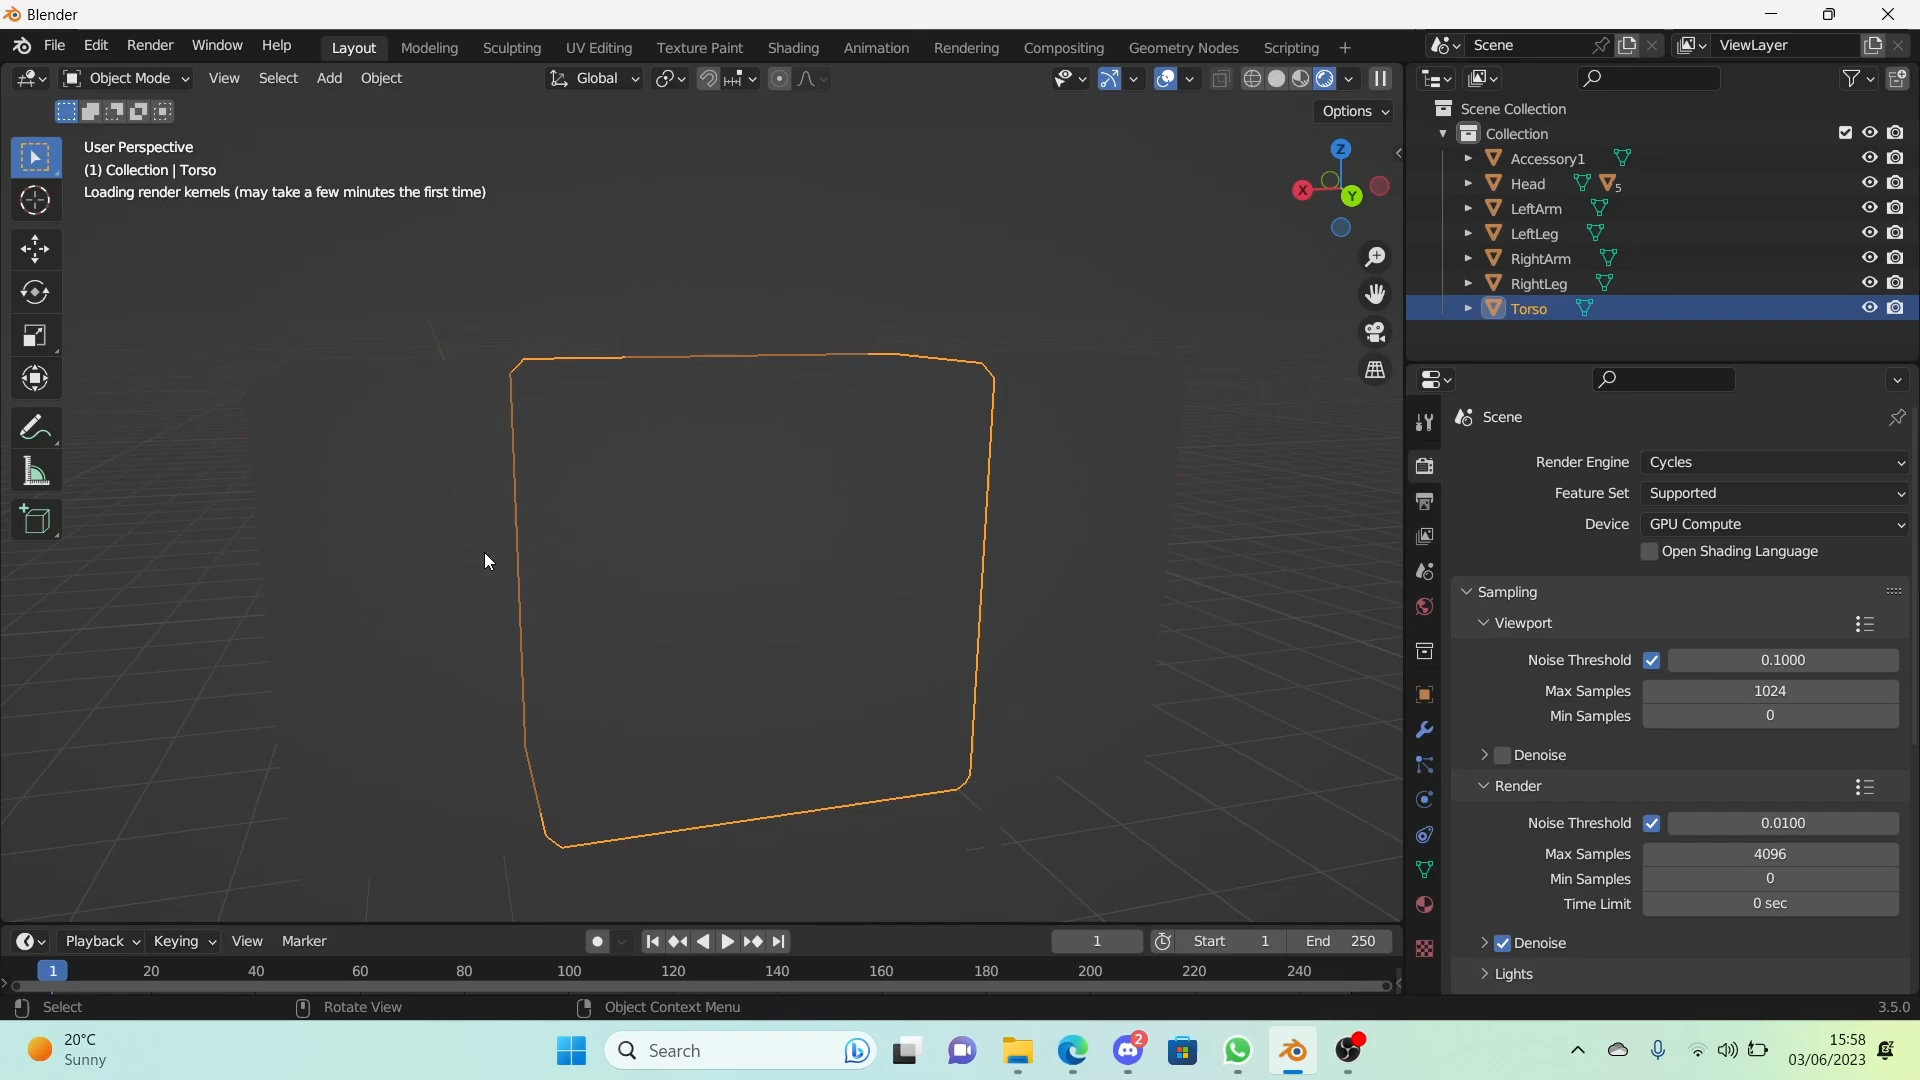 Blender
File Edit Render Window Help Layout Modeling Sculpting UV Editing Texture Paint Shading Animation Rendering Compositing Geometry Nodes Scripting + Scene ViewLayer
Object Mode View Select Add Object Global
Options
User Perspective
(1) Collection | Torso
Loading render kernels (may take a few minutes the first time)
Z
X
Y
Scene Collection
Collection
Accessory1
Head 5
LeftArm
LeftLeg
RightArm
RightLeg
Torso
Scene
Render Engine Cycles
Feature Set Supported
Device GPU Compute
Open Shading Language
Sampling
Viewport
Noise Threshold 0.1000
Max Samples 1024
Min Samples 0
Denoise
Render
Noise Threshold 0.0100
Max Samples 4096
Min Samples 0
Time Limit 0 sec
Denoise
Lights
Playback Keying View Marker 1 Start 1 End 250
1 20 40 60 80 100 120 140 160 180 200 220 240
Select Rotate View Object Context Menu 3.5.0
20°C
Sunny
Search
2
15:58
03/06/2023